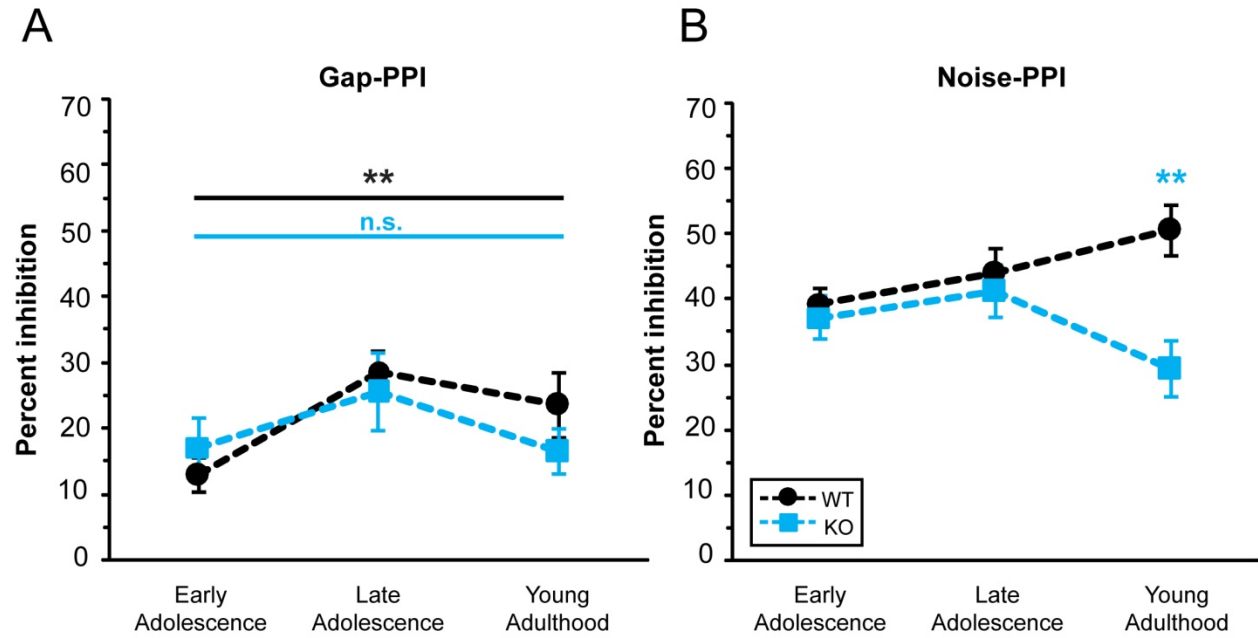 A
Gap-PPI
Percent inhibition
70
60
50
40
30
20
10
0
**
n.s.
Early
Adolescence
Late
Adolescence
Young
Adulthood
B
Noise-PPI
Percent inhibition
70
60
50
40
30
20
10
0
**
WT
KO
Early
Adolescence
Late
Adolescence
Young
Adulthood